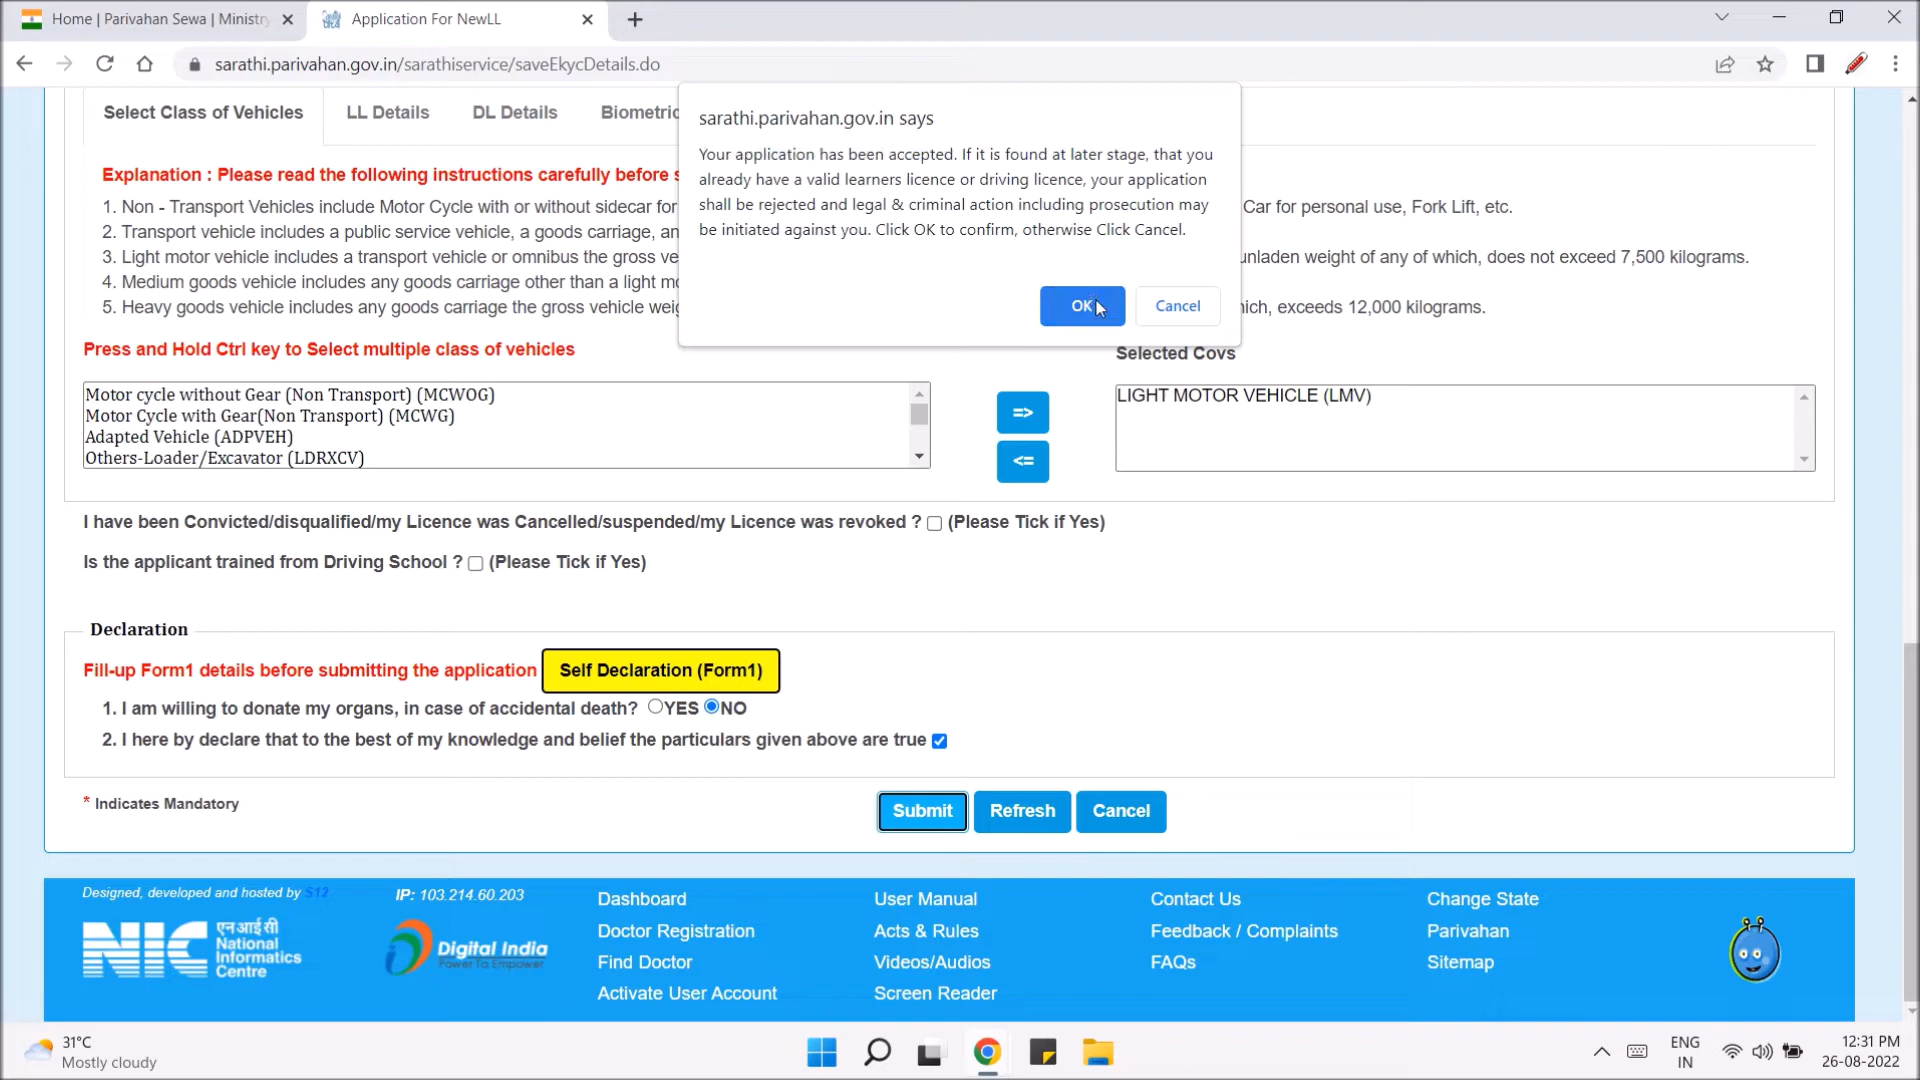 Home | Parivahan Sewa | Ministry
Application For NewLL
sarathi.parivahan.gov.in/sarathiservice/saveEkycDetails.do
Select Class of Vehicles
LL Details
DL Details
Biometric
sarathi.parivahan.gov.in says
Your application has been accepted. If it is found at later stage, that you
already have a valid learners licence or driving licence, your application
shall be rejected and legal & criminal action including prosecution may
be initiated against you. Click OK to confirm, otherwise Click Cancel.
OK
Cancel
Explanation : Please read the following instructions carefully before
1. Non - Transport Vehicles include Motor Cycle with or without sidecar for
Car for personal use, Fork Lift, etc.
2. Transport vehicle includes a public service vehicle, a goods carriage,
3. Light motor vehicle includes a transport vehicle or omnibus the gross
unladen weight of any of which, does not exceed 7,500 kilograms.
4. Medium goods vehicle includes any goods carriage other than a light
5. Heavy goods vehicle includes any goods carriage the gross vehicle
exceeds 12,000 kilograms.
Press and Hold Ctrl key to Select multiple class of vehicles
Selected Covs
Motor cycle without Gear (Non Transport) (MCWOG)
Motor Cycle with Gear(Non Transport) (MCWG)
Adapted Vehicle (ADPVEH)
Others-Loader/Excavator (LDRXCV)
=>
<=
LIGHT MOTOR VEHICLE (LMV)
I have been Convicted/disqualified/my Licence was Cancelled/suspended/my Licence was revoked ? (Please Tick if Yes)
Is the applicant trained from Driving School ? (Please Tick if Yes)
Declaration
Fill-up Form1 details before submitting the application
Self Declaration (Form1)
1. I am willing to donate my organs, in case of accidental death? YES NO
2. I here by declare that to the best of my knowledge and belief the particulars given above are true
* Indicates Mandatory
Submit
Refresh
Cancel
Designed, developed and hosted by S12
IP: 103.214.60.203
NIC
एन आई सी
National
Informatics
Centre
Digital India
Power To Empower
Dashboard
Doctor Registration
Find Doctor
Activate User Account
User Manual
Acts & Rules
Videos/Audios
Screen Reader
Contact Us
Feedback / Complaints
FAQs
Change State
Parivahan
Sitemap
31°C
Mostly cloudy
ENG
IN
12:31 PM
26-08-2022